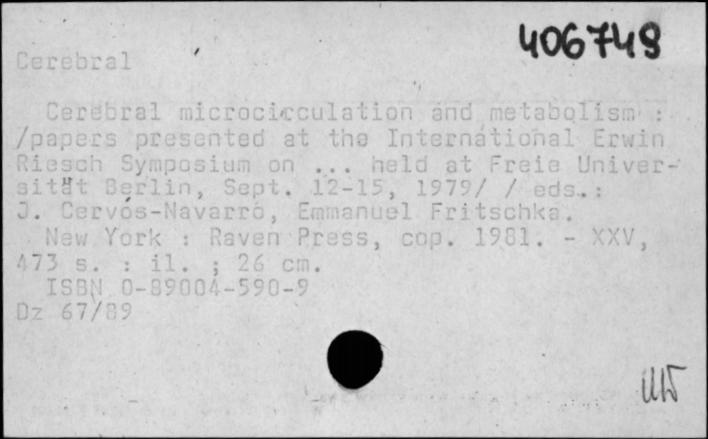 406748
Cerebral
Cerebral microcirculation and metabolism :
/papers presented at the International Erwin
Riesch Symposium on ... held at Freie Univer-
sität Berlin, Sept. 12-15, 1979/ / eds.:
J. Cervós-Navarro, Emmanuel Fritschka.
New York : Raven Press, cop. 1981. - XXV,
473 s. : il. ; 26 cm.
ISBN 0-89004-590-9
Dz 67/89